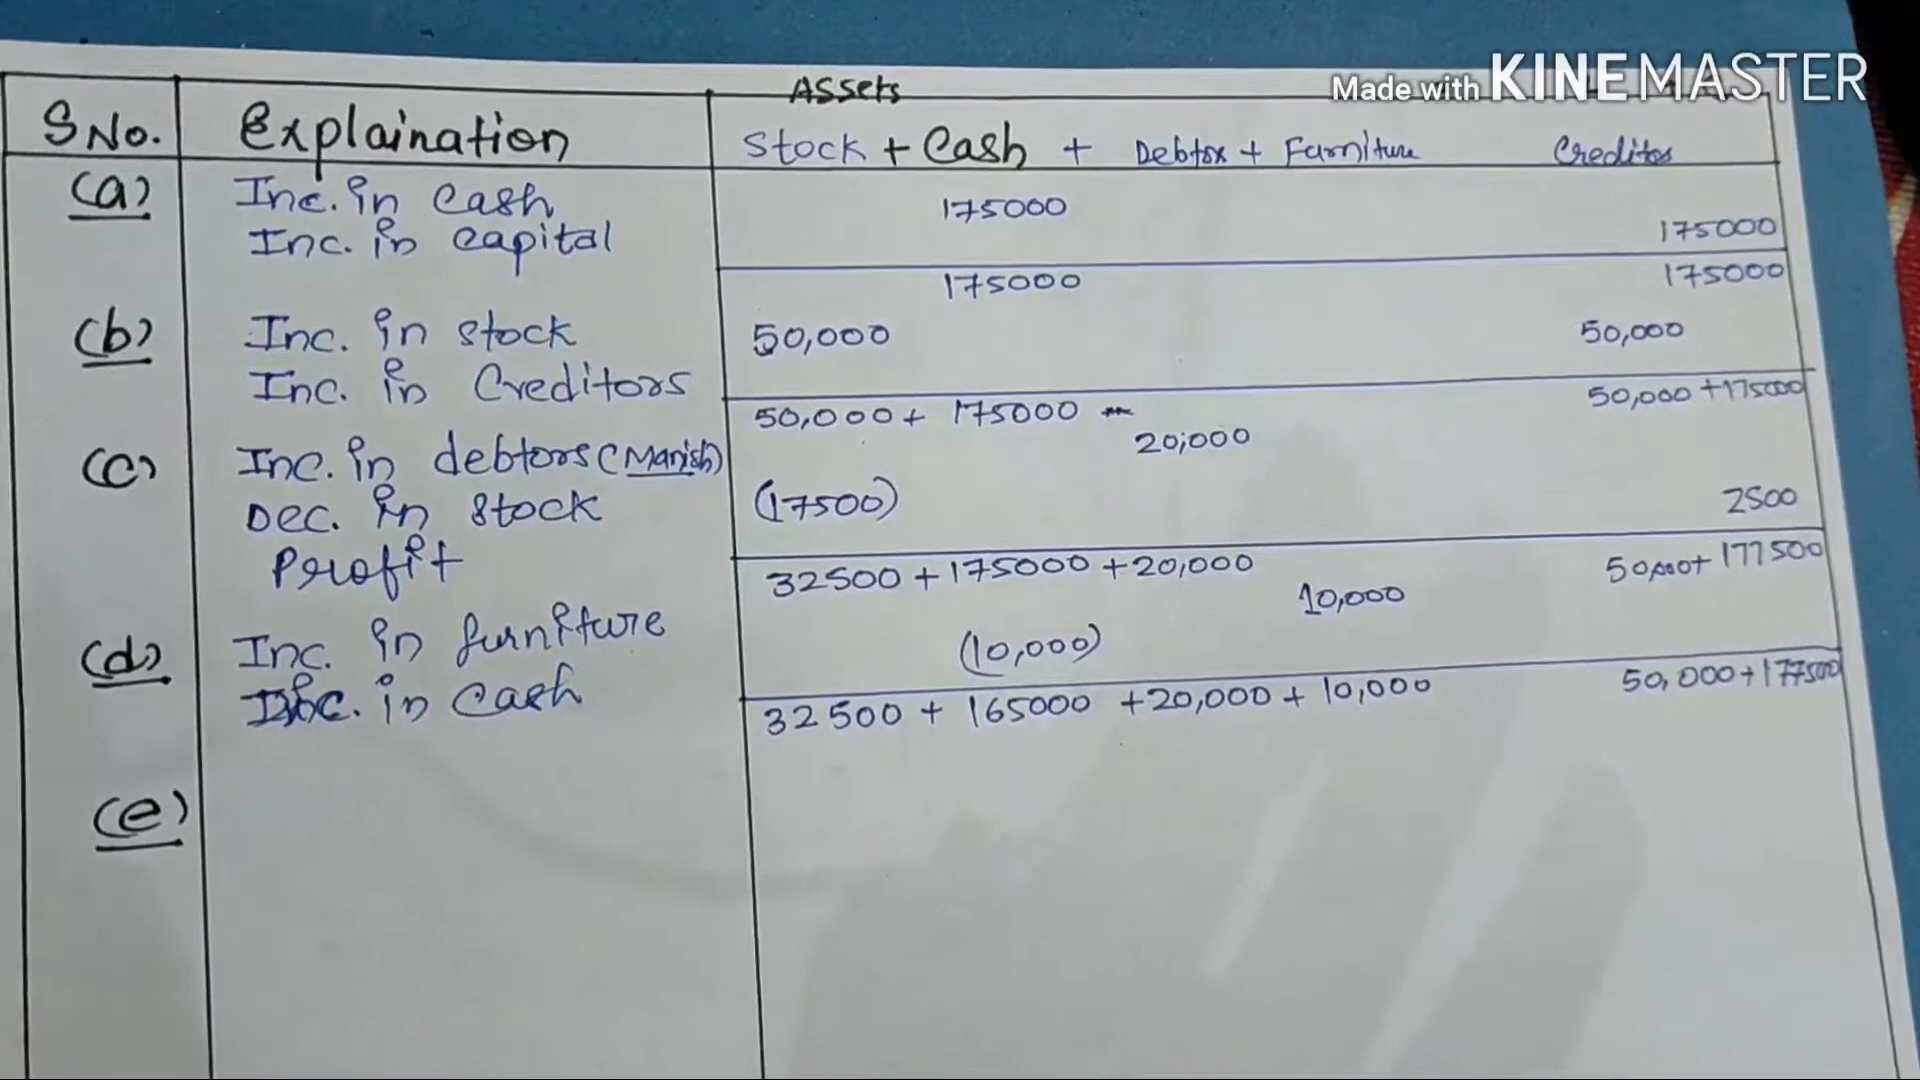 Made with KINEMASTER
Assets
S No. Explaination Stock + Cash + Debtox + Furniture Creditos
(a) Inc. in cash 175000
Inc. in capital 175000
175000 175000
(b) Inc. in stock 50,000 50,000
Inc. in Creditors
50,000 + 175000 50,000 + 175000
(c) Inc. in debtors (Manish) 20,000
Dec. in stock (17500) 2500
Profit
32500 + 175000 + 20,000 50,000 + 177500
(d) Inc. in furniture 10,000
Dec. in cash (10,000)
32500 + 165000 + 20,000 + 10,000 50,000 + 177500
(e)